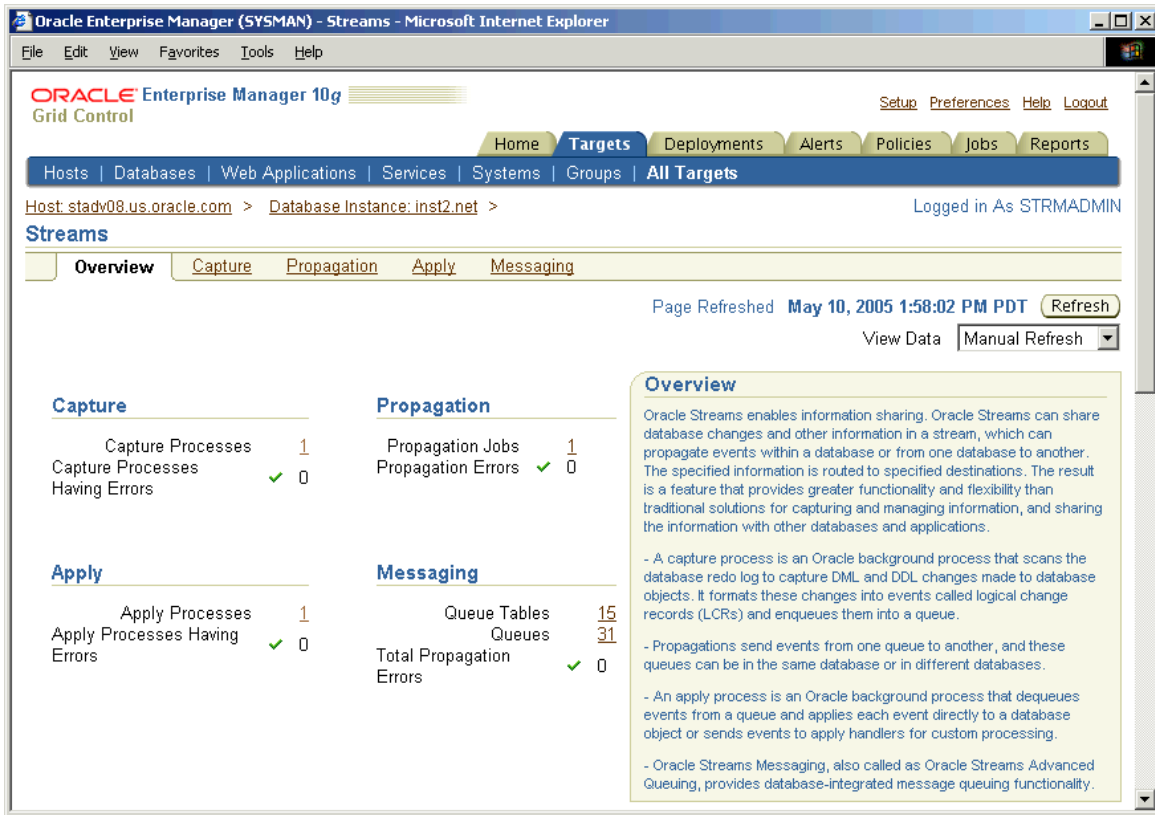 Oracle Enterprise Manager (SYSMAN) - Streams - Microsoft Internet Explorer
File Edit View Favorites Tools Help
ORACLE Enterprise Manager 10g
Grid Control
Setup Preferences Help Logout
Home Targets Deployments Alerts Policies Jobs Reports
Hosts | Databases | Web Applications | Services | Systems | Groups | All Targets
Host: stadv08.us.oracle.com > Database Instance: inst2.net >
Logged in As STRMADMIN
Streams
Overview Capture Propagation Apply Messaging
Page Refreshed May 10, 2005 1:58:02 PM PDT Refresh
View Data Manual Refresh
Capture
Capture Processes 1
Capture Processes
Having Errors 0
Propagation
Propagation Jobs 1
Propagation Errors 0
Apply
Apply Processes 1
Apply Processes Having
Errors 0
Messaging
Queue Tables 15
Queues 31
Total Propagation
Errors 0
Overview
Oracle Streams enables information sharing. Oracle Streams can share
database changes and other information in a stream, which can
propagate events within a database or from one database to another.
The specified information is routed to specified destinations. The result
is a feature that provides greater functionality and flexibility than
traditional solutions for capturing and managing information, and sharing
the information with other databases and applications.
- A capture process is an Oracle background process that scans the
database redo log to capture DML and DDL changes made to database
objects. It formats these changes into events called logical change
records (LCRs) and enqueues them into a queue.
- Propagations send events from one queue to another, and these
queues can be in the same database or in different databases.
- An apply process is an Oracle background process that dequeues
events from a queue and applies each event directly to a database
object or sends events to apply handlers for custom processing.
- Oracle Streams Messaging, also called as Oracle Streams Advanced
Queuing, provides database-integrated message queuing functionality.